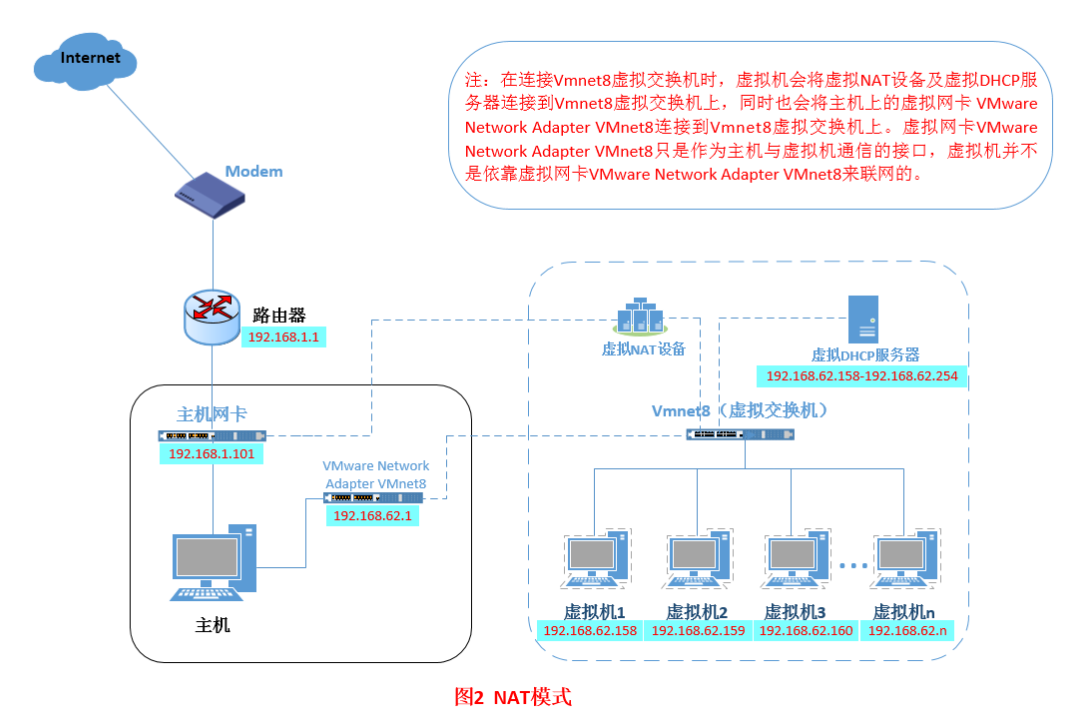 Internet
注：在连接Vmnet8虚拟交换机时，虚拟机会将虚拟NAT设备及虚拟DHCP服
务器连接到Vmnet8虚拟交换机上，同时也会将主机上的虚拟网卡 VMware
Network Adapter VMnet8连接到Vmnet8虚拟交换机上。虚拟网卡VMware
Network Adapter VMnet8只是作为主机与虚拟机通信的接口，虚拟机并不
是依靠虚拟网卡VMware Network Adapter VMnet8来联网的。
Modem
路由器
192.168.1.1
虚拟NAT设备
虚拟DHCP服务器
192.168.62.158-192.168.62.254
主机网卡
192.168.1.101
Vmnet8（虚拟交换机）
VMware Network
Adapter VMnet8
192.168.62.1
主机
虚拟机1
192.168.62.158
虚拟机2
192.168.62.159
虚拟机3
192.168.62.160
虚拟机n
192.168.62.n
图2 NAT模式